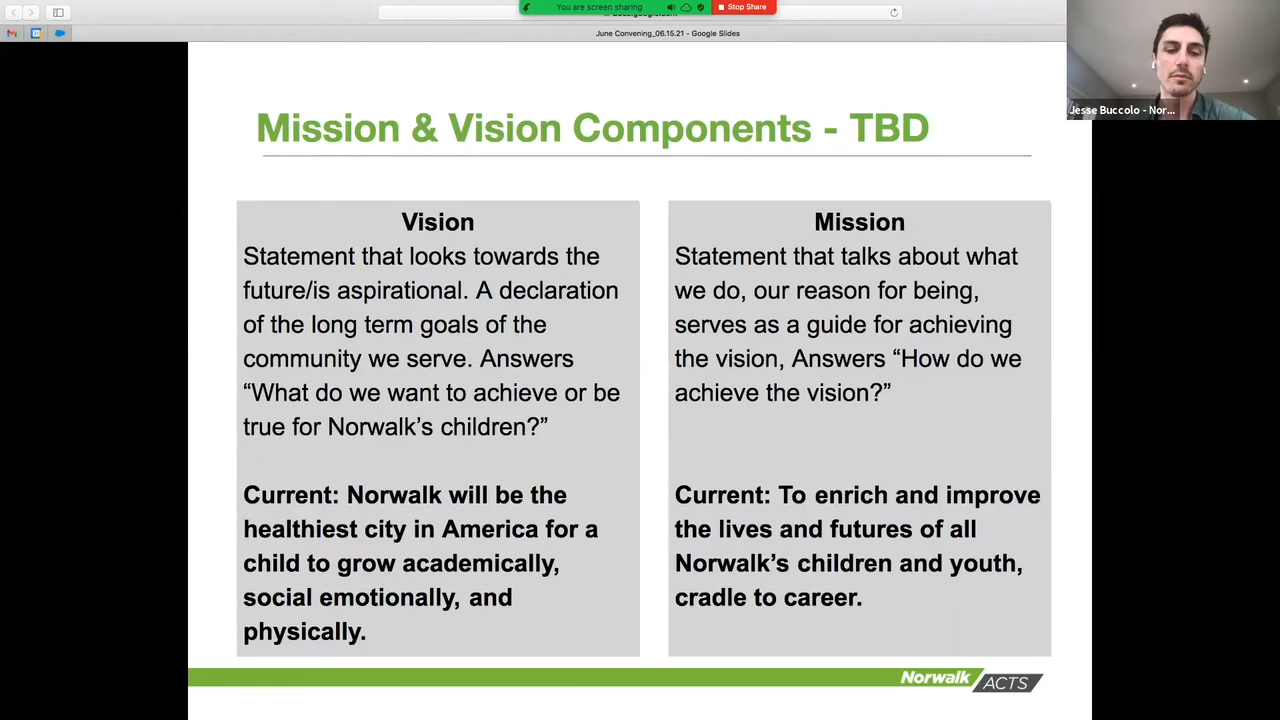 You are screen sharing
Stop Share
June Convening_06.15.21 - Google Slides
Jesse Buccolo - Nor...
Mission & Vision Components - TBD
Vision
Statement that looks towards the
future/is aspirational. A declaration
of the long term goals of the
community we serve. Answers
“What do we want to achieve or be
true for Norwalk’s children?”
Current: Norwalk will be the
healthiest city in America for a
child to grow academically,
social emotionally, and
physically.
Mission
Statement that talks about what
we do, our reason for being,
serves as a guide for achieving
the vision, Answers “How do we
achieve the vision?”
Current: To enrich and improve
the lives and futures of all
Norwalk’s children and youth,
cradle to career.
Norwalk ACTS